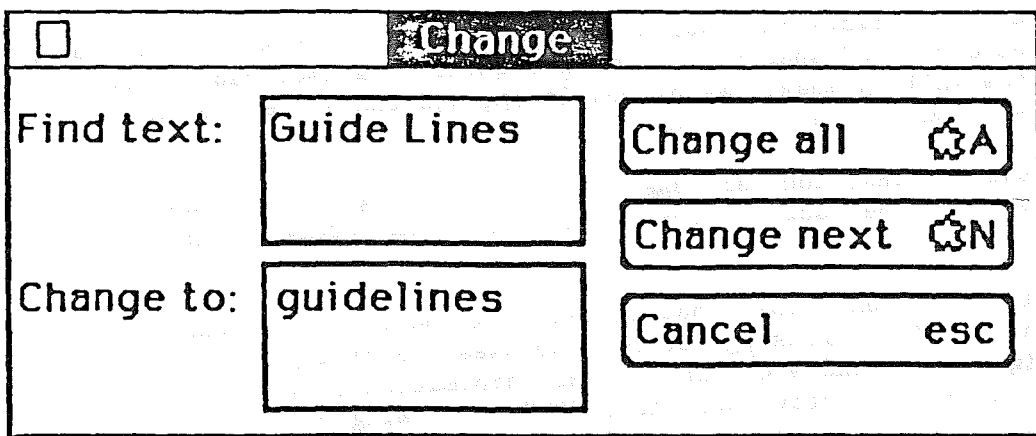 Change
Find text: Guide Lines
Change all A
Change next N
Change to: guidelines
Cancel esc